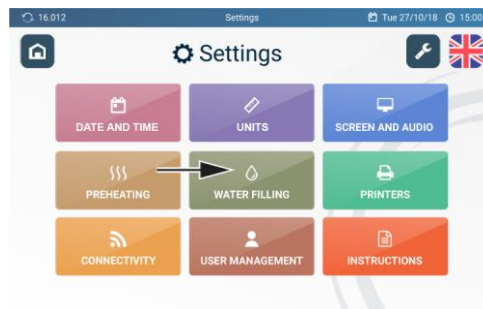 16.012 Settings Tue 27/10/18 15:00
Settings
DATE AND TIME UNITS SCREEN AND AUDIO
PREHEATING WATER FILLING PRINTERS
CONNECTIVITY USER MANAGEMENT INSTRUCTIONS